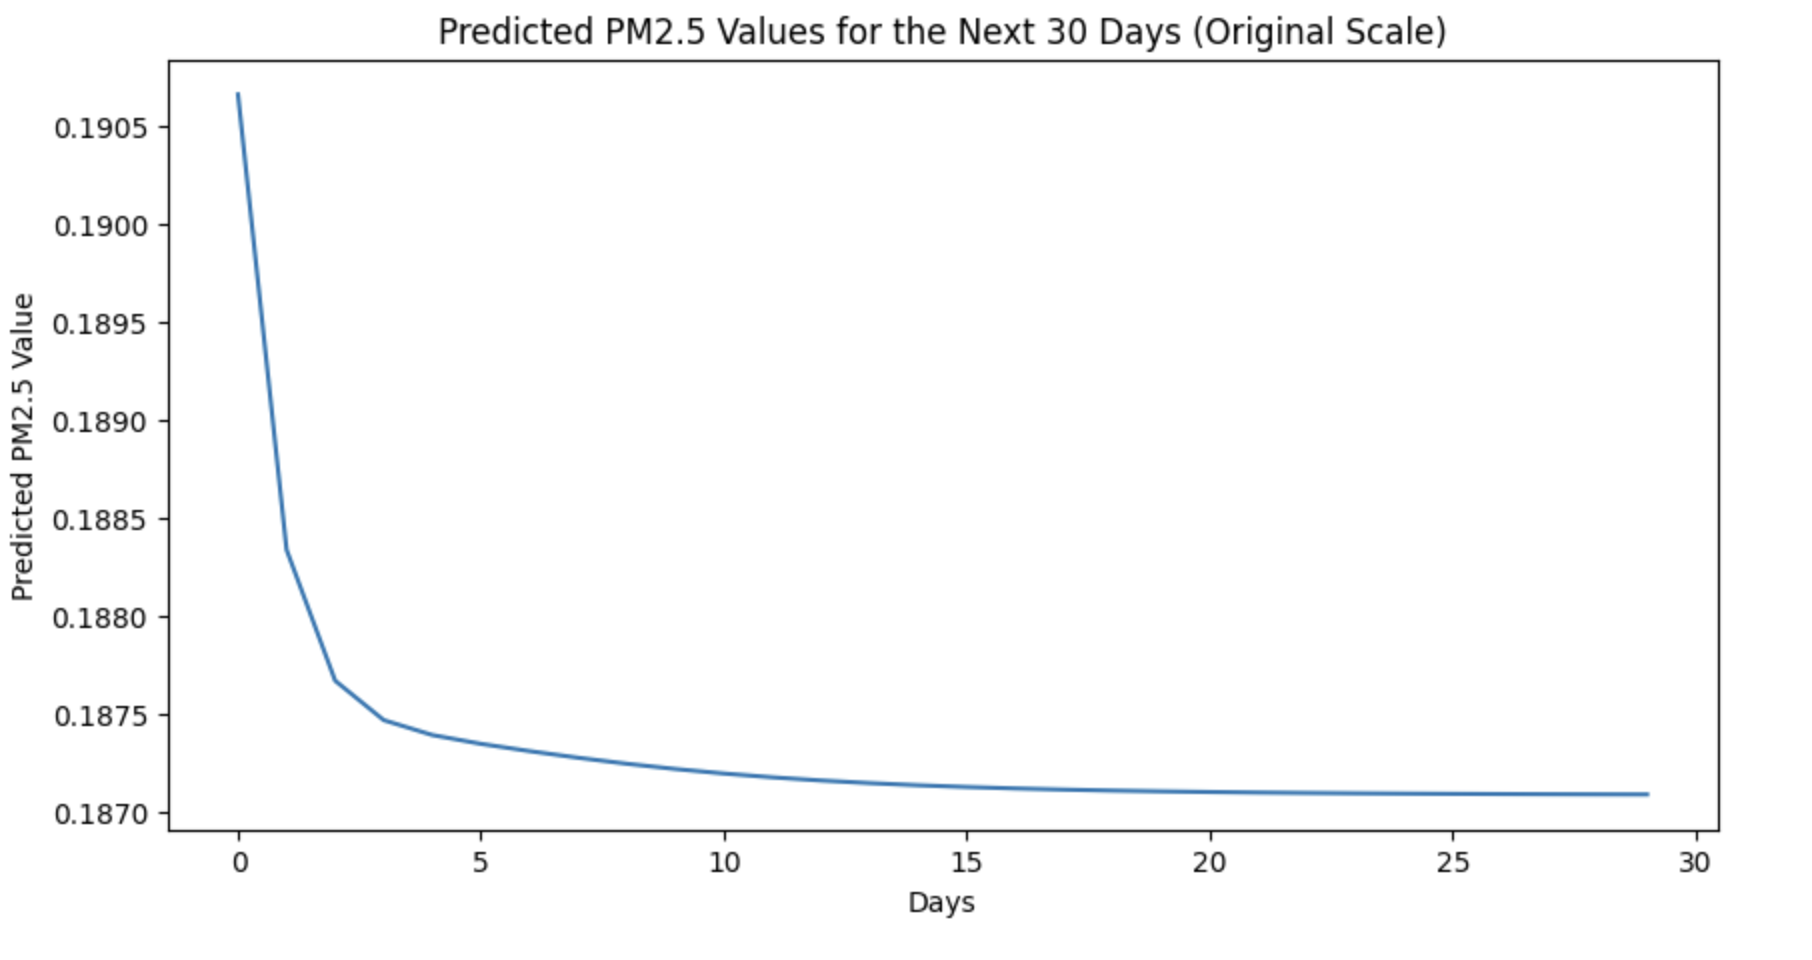 Predicted PM2.5 Values for the Next 30 Days (Original Scale)
Predicted PM2.5 Value
0.1905
0.1900
0.1895
0.1890
0.1885
0.1880
0.1875
0.1870
0 5 10 15 20 25 30
Days